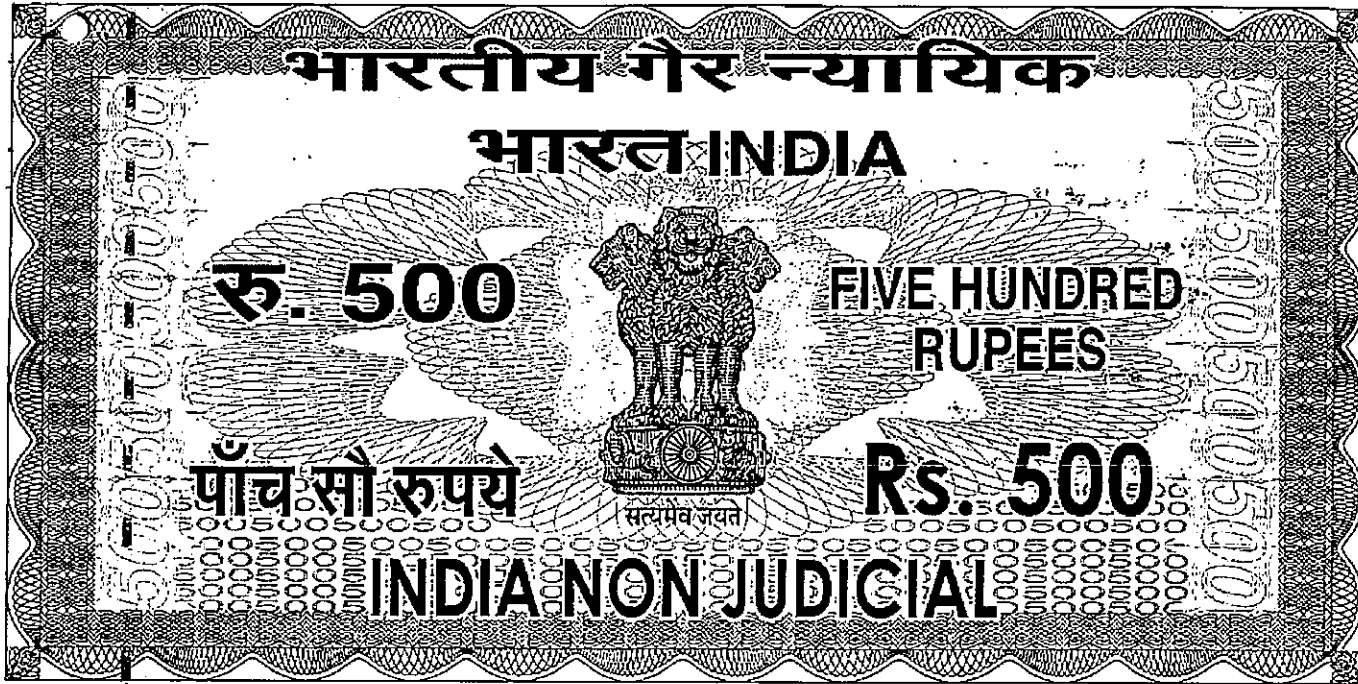 भारतीय गैर न्यायिक
भारत INDIA
रु. 500
FIVE HUNDRED
RUPEES
पाँच सौ रुपये
Rs. 500
सत्यमेव जयते
INDIA NON JUDICIAL